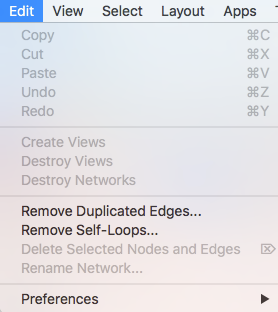 Edit View Select Layout Apps
Copy ⌘C
Cut ⌘X
Paste ⌘V
Undo ⌘Z
Redo ⌘Y
Create Views
Destroy Views
Destroy Networks
Remove Duplicated Edges...
Remove Self-Loops...
Delete Selected Nodes and Edges ⌦
Rename Network...
Preferences ▶